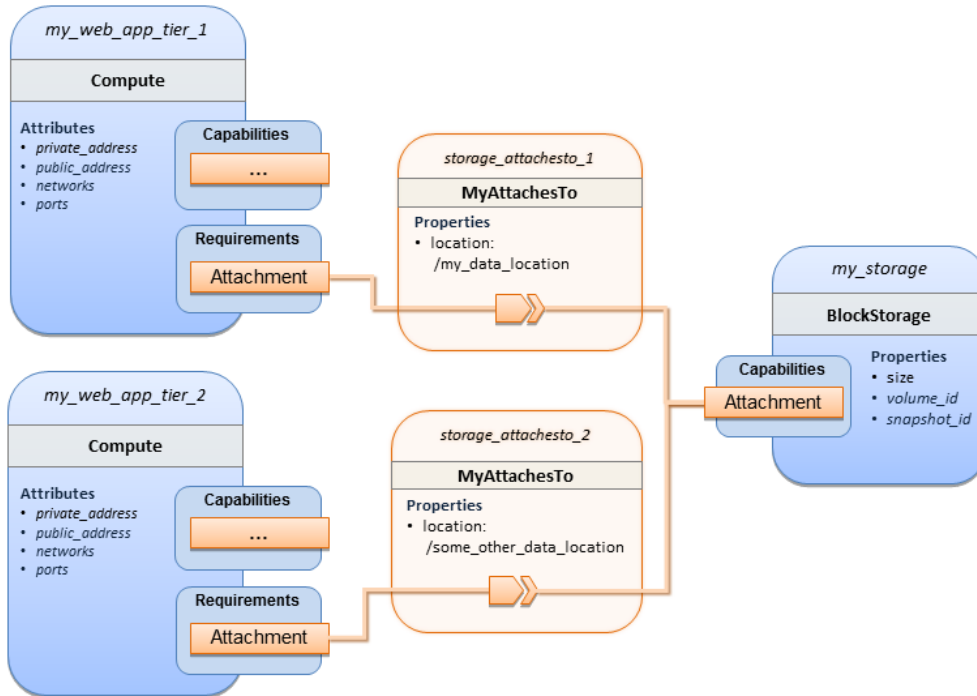 my_web_app_tier_1
Compute
Attributes
• private_address
• public_address
• networks
• ports
Capabilities
...
Requirements
Attachment
storage_attachesto_1
MyAttachesTo
Properties
• location:
/my_data_location
my_web_app_tier_2
Compute
Attributes
• private_address
• public_address
• networks
• ports
Capabilities
...
Requirements
Attachment
storage_attachesto_2
MyAttachesTo
Properties
• location:
/some_other_data_location
my_storage
BlockStorage
Capabilities
Attachment
Properties
• size
• volume_id
• snapshot_id